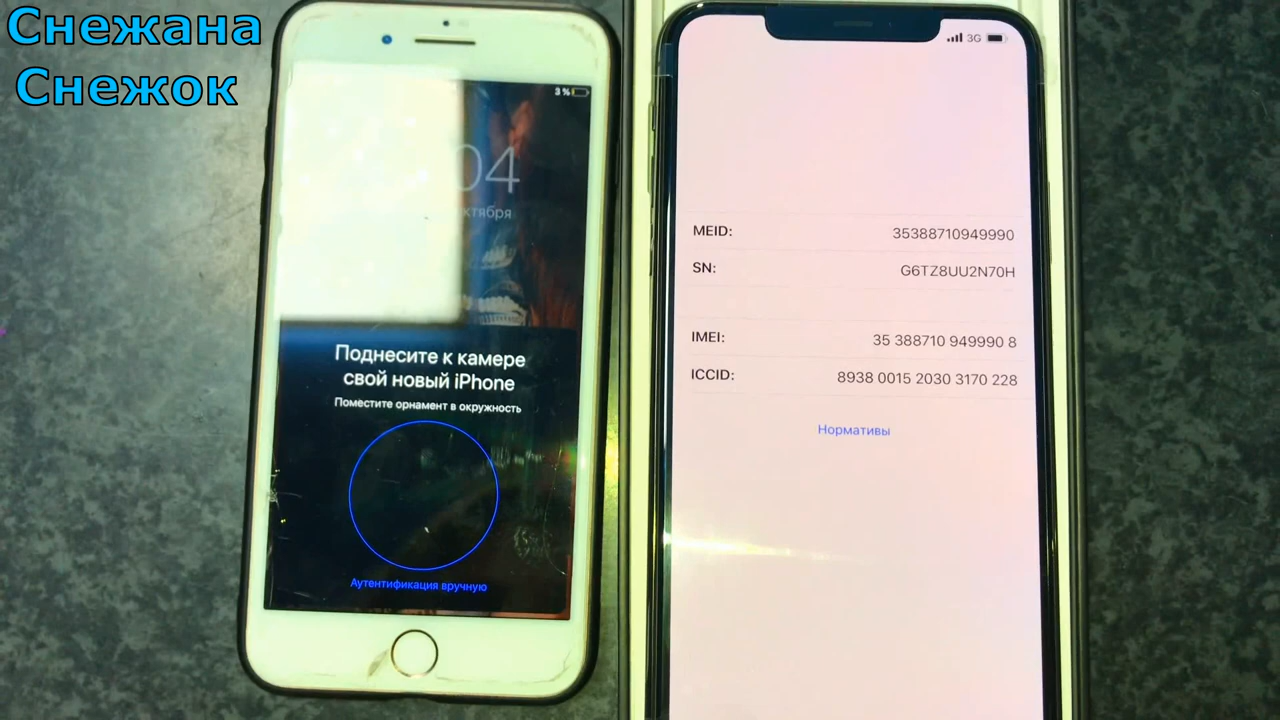 Снежана
Снежок
3 %
04
ктября
Поднесите к камере
свой новый iPhone
Поместите орнамент в окружность
Аутентификация вручную
3G
MEID: 35388710949990
SN: G6TZ8UU2N70H
IMEI: 35 388710 949990 8
ICCID: 8938 0015 2030 3170 228
Нормативы